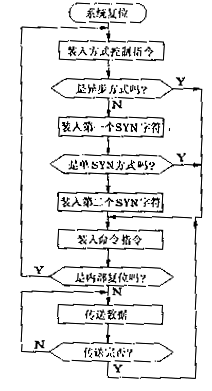 系统复位
装入方式控制指令
是异步方式吗?
Y
N
装入第一个SYN字符
是单SYN方式吗?
Y
N
装入第二个SYN字符
装入命令指令
Y
是内部复位吗?
N
传送数据
N
传送完否?
Y